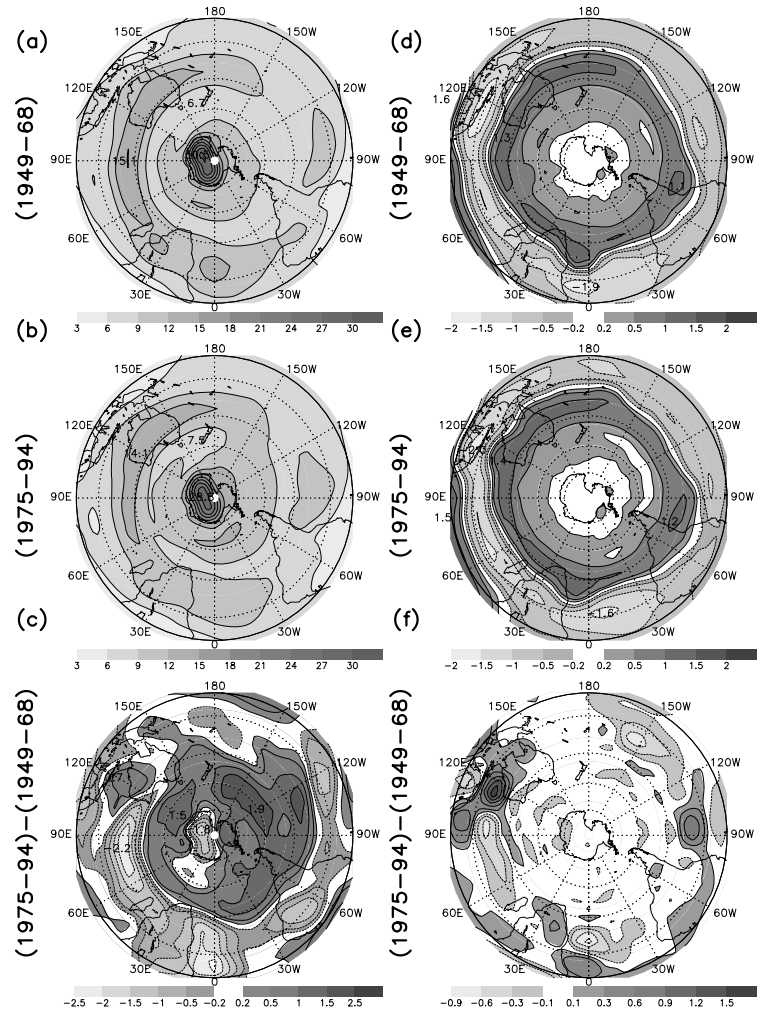 (a)
(1949−68)
180
150E
150W
120E
120W
90E
90W
60E
60W
30E
30W
0
6.7
15.1
3 6 9 12 15 18 21 24 27 30
(d)
(1949−68)
180
150E
150W
120E
120W
90E
90W
60E
60W
30E
30W
0
1.6
−1.9
−2 −1.5 −1 −0.5 −0.2 0.2 0.5 1 1.5 2
(b)
(1975−94)
180
150E
150W
120E
120W
90E
90W
60E
60W
30E
30W
0
7.5
14.1
3 6 9 12 15 18 21 24 27 30
(e)
(1975−94)
180
150E
150W
120E
120W
90E
90W
60E
60W
30E
30W
0
1.5
−1.6
−2 −1.5 −1 −0.5 −0.2 0.2 0.5 1 1.5 2
(c)
(1975−94)−(1949−68)
180
150E
150W
120E
120W
90E
90W
60E
60W
30E
30W
0
1.9
−2.2
−2.5 −2 −1.5 −1 −0.5 −0.2 0.2 0.5 1 1.5 2.5
(f)
(1975−94)−(1949−68)
180
150E
150W
120E
120W
90E
90W
60E
60W
30E
30W
0
−0.9 −0.6 −0.3 −0.1 0.1 0.3 0.6 0.9 1.2 1.5